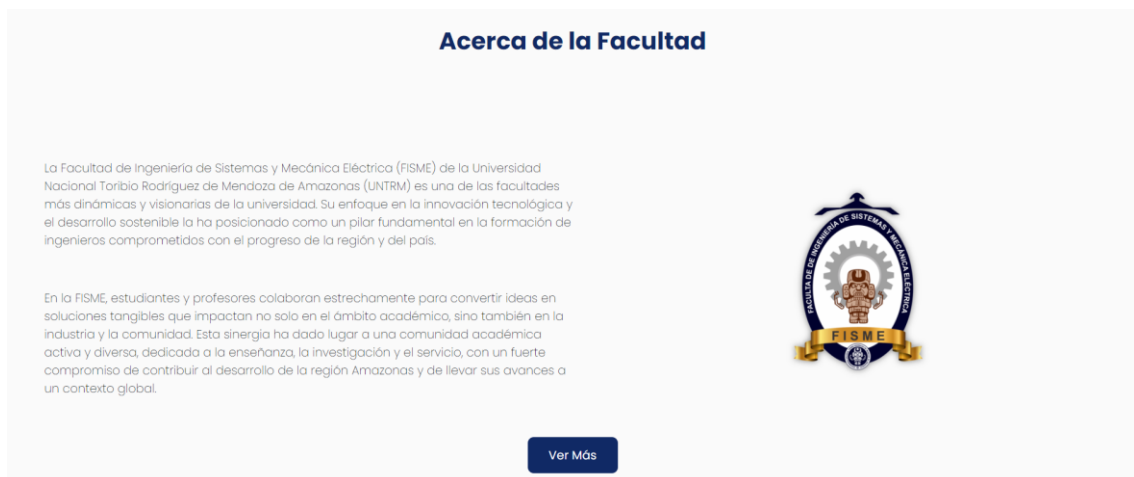 Acerca de la Facultad
La Facultad de Ingeniería de Sistemas y Mecánica Eléctrica (FISME) de la Universidad
Nacional Toribio Rodríguez de Mendoza de Amazonas (UNTRM) es una de las facultades
más dinámicas y visionarias de la universidad. Su enfoque en la innovación tecnológica y
el desarrollo sostenible la ha posicionado como un pilar fundamental en la formación de
ingenieros comprometidos con el progreso de la región y del país.
En la FISME, estudiantes y profesores colaboran estrechamente para convertir ideas en
soluciones tangibles que impactan no solo en el ámbito académico, sino también en la
industria y la comunidad. Esta sinergia ha dado lugar a una comunidad académica
activa y diversa, dedicada a la enseñanza, la investigación y el servicio, con un fuerte
compromiso de contribuir al desarrollo de la región Amazonas y de llevar sus avances a
un contexto global.
FACULTA DE DE INGENIERÍA DE SISTEMAS Y MECÁNICA ELÉCTRICA
FISME
Ver Más